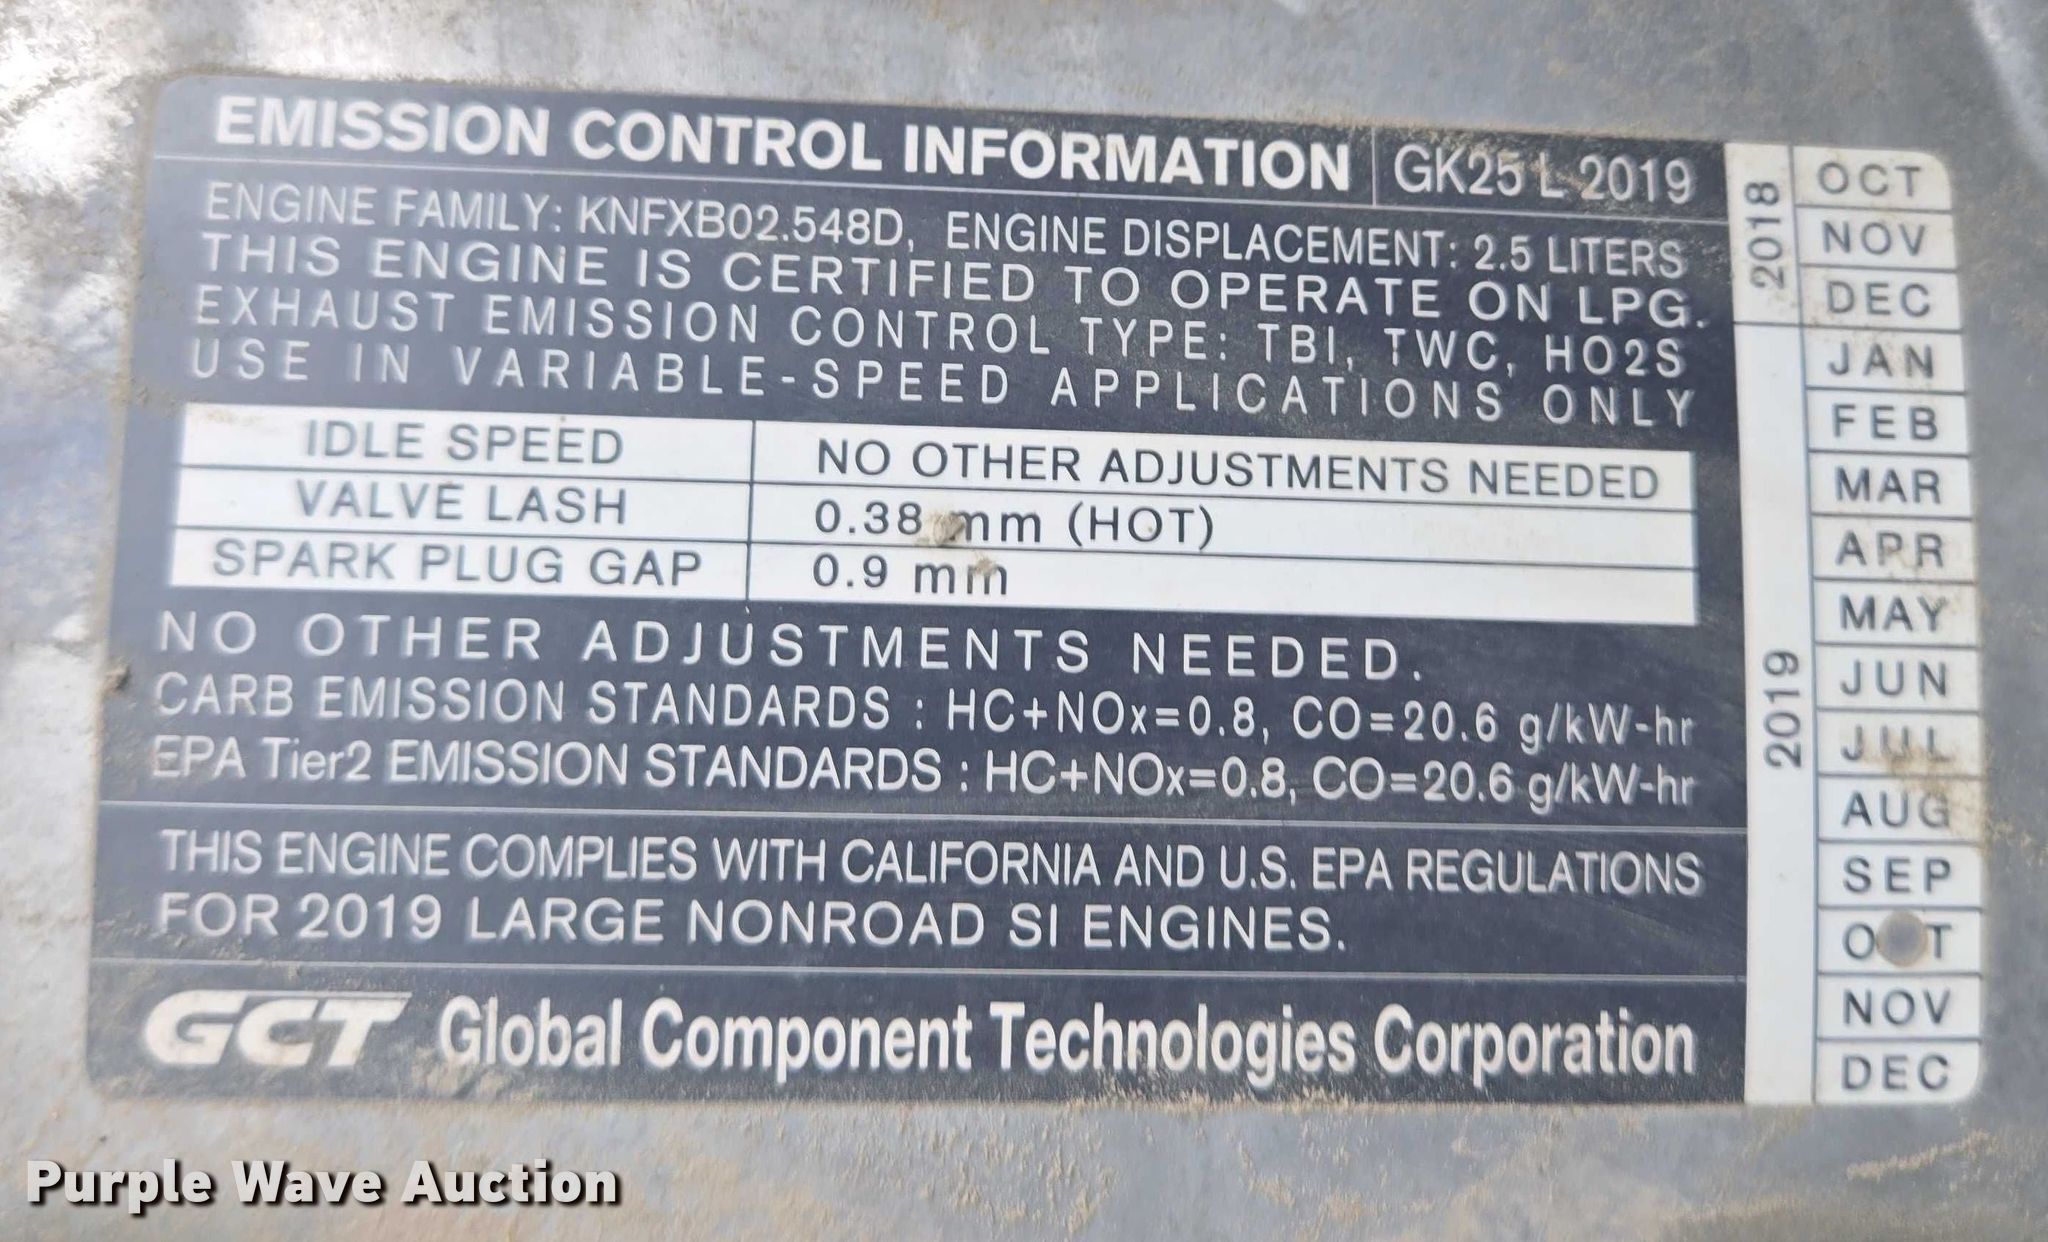 EMISSION CONTROL INFORMATION GK25 L 2019
ENGINE FAMILY: KNFXB02.548D, ENGINE DISPLACEMENT: 2.5 LITERS
THIS ENGINE IS CERTIFIED TO OPERATE ON LPG.
EXHAUST EMISSION CONTROL TYPE: TBI, TWC, HO2S
USE IN VARIABLE-SPEED APPLICATIONS ONLY
IDLE SPEED NO OTHER ADJUSTMENTS NEEDED
VALVE LASH 0.38 mm (HOT)
SPARK PLUG GAP 0.9 mm
NO OTHER ADJUSTMENTS NEEDED.
CARB EMISSION STANDARDS : HC+NOx=0.8, CO=20.6 g/kW-hr
EPA Tier2 EMISSION STANDARDS : HC+NOx=0.8, CO=20.6 g/kW-hr
THIS ENGINE COMPLIES WITH CALIFORNIA AND U.S. EPA REGULATIONS
FOR 2019 LARGE NONROAD SI ENGINES.
GCT Global Component Technologies Corporation
2018
OCT
NOV
DEC
2019
JAN
FEB
MAR
APR
MAY
JUN
JUL
AUG
SEP
OCT
NOV
DEC
Purple Wave Auction